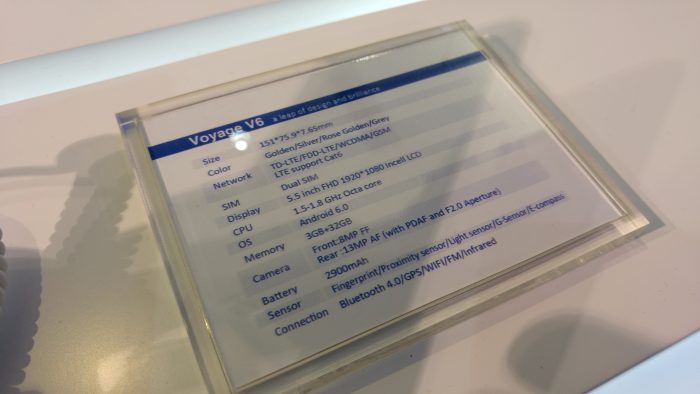 Voyage V6 a leap of design and brilliance
Size 151*75.9*7.65mm
Color Golden/Silver/Rose Golden/Grey
Network TD-LTE/FDD-LTE/WCDMA/GSM
LTE support Cat6
SIM Dual SIM
Display 5.5 inch FHD 1920*1080 incell LCD
CPU 1.5-1.8 GHz Octa core
OS Android 6.0
Memory 3GB+32GB
Camera Front:8MP FF
Rear :13MP AF (with PDAF and F2.0 Aperture)
Battery 2900mAh
Sensor Fingerprint/Proximity sensor/Light sensor/G-Sensor/E-compass
Connection Bluetooth 4.0/GPS/WIFI/FM/Infrared